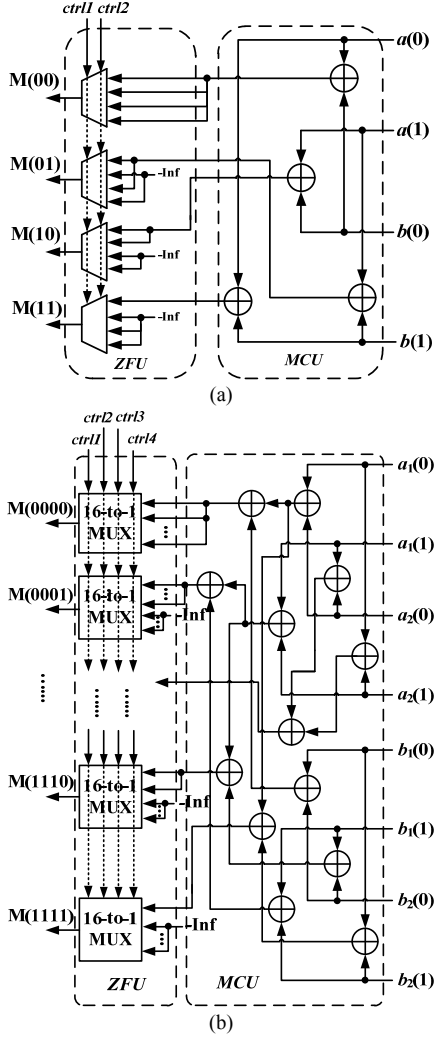 ctrl1 ctrl2
M(00)
a(0)
M(01)
-Inf
a(1)
M(10)
-Inf
b(0)
M(11)
-Inf
b(1)
ZFU
MCU
(a)
ctrl2 ctrl3
ctrl1 ctrl4
a1(0)
M(0000)
16-to-1
MUX
a1(1)
M(0001)
16-to-1
MUX
-Inf
a2(0)
a2(1)
b1(0)
M(1110)
16-to-1
MUX
-Inf
b1(1)
b2(0)
M(1111)
16-to-1
MUX
-Inf
b2(1)
ZFU
MCU
(b)